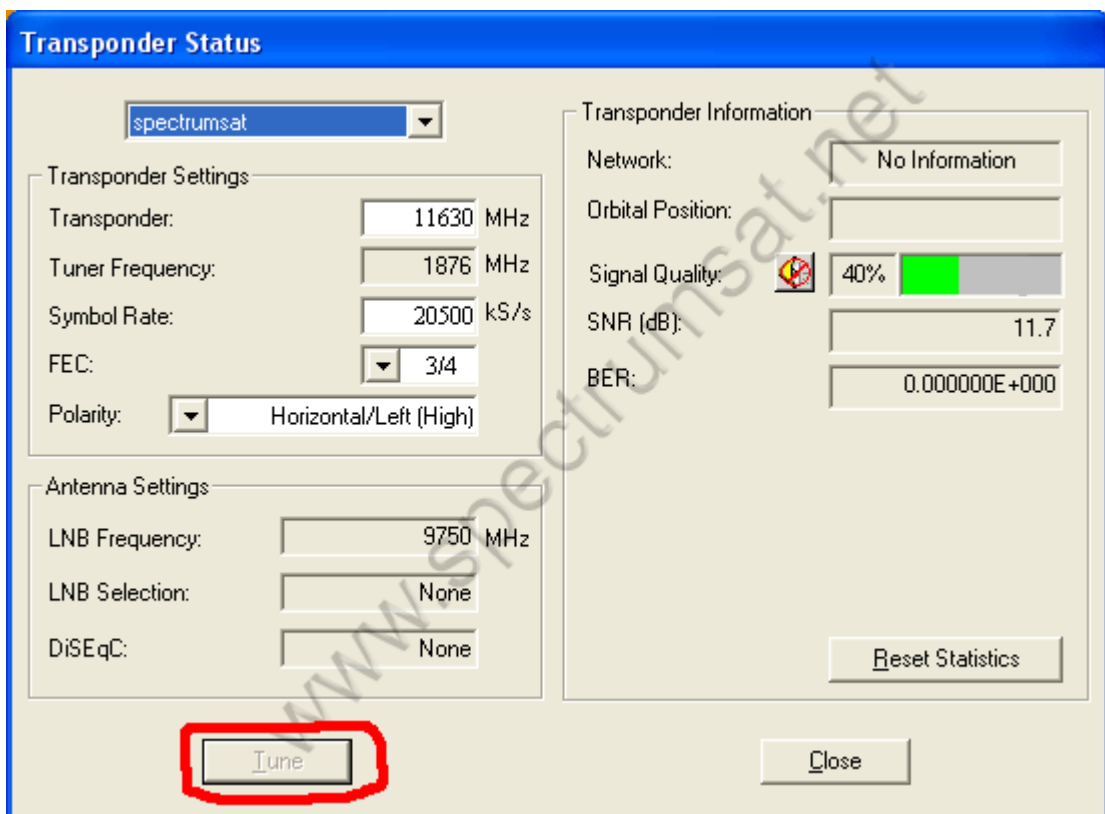 Transponder Status
spectrumsat
Transponder Settings
Transponder: 11630 MHz
Tuner Frequency: 1876 MHz
Symbol Rate: 20500 kS/s
FEC: 3/4
Polarity: Horizontal/Left (High)
Antenna Settings
LNB Frequency: 9750 MHz
LNB Selection: None
DiSEqC: None
Tune
Transponder Information
Network: No Information
Orbital Position:
Signal Quality: 40%
SNR (dB): 11.7
BER: 0.000000E+000
Reset Statistics
Close
www.spectrumsat.net